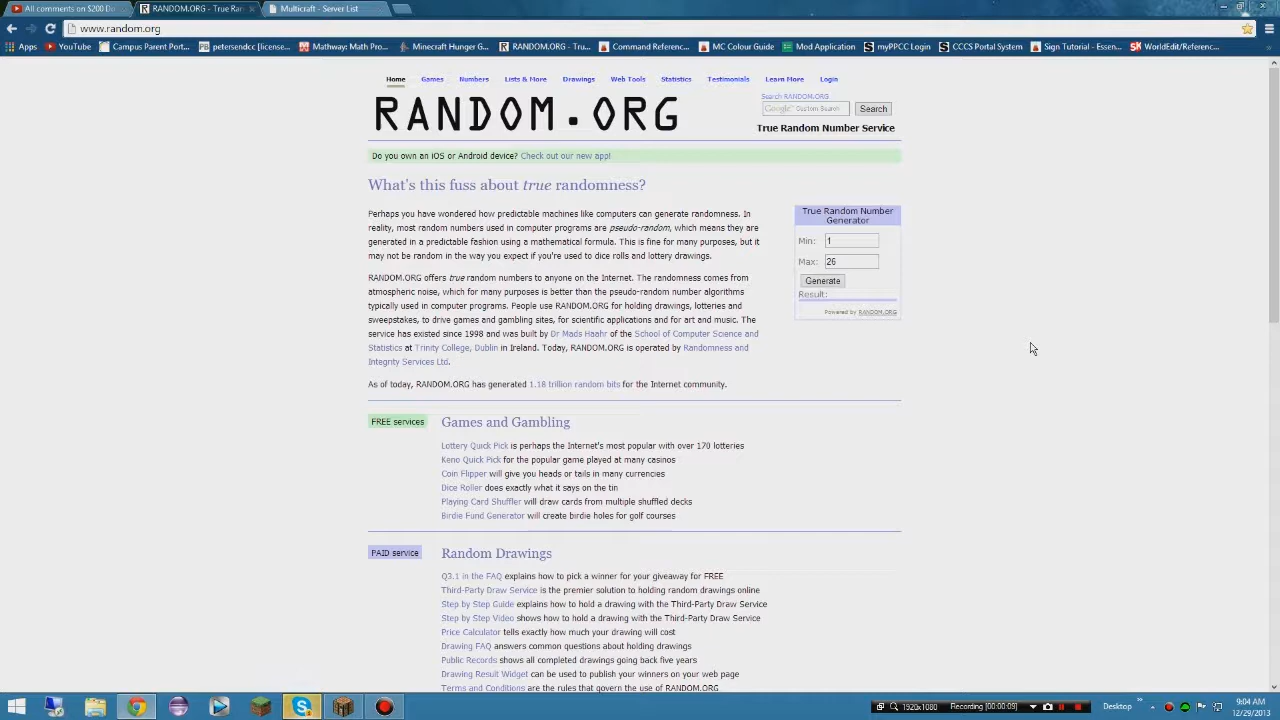 All comments on $200 Du
RANDOM.ORG - True Ran
Multicraft - Server List
www.random.org
Apps
YouTube
Campus Parent Port...
petersendcc [license...
Mathway: Math Pro...
Minecraft Hunger G...
RANDOM.ORG - Tru...
Command Referenc...
MC Colour Guide
Mod Application
myPPCC Login
CCCS Portal System
Sign Tutorial - Essen...
WorldEdit/Referenc...
Home
Games
Numbers
Lists & More
Drawings
Web Tools
Statistics
Testimonials
Learn More
Login
RANDOM.ORG
Search RANDOM.ORG
Google™ Custom Search
Search
True Random Number Service
Do you own an iOS or Android device? Check out our new app!
What's this fuss about true randomness?
Perhaps you have wondered how predictable machines like computers can generate randomness. In
reality, most random numbers used in computer programs are pseudo-random, which means they are
generated in a predictable fashion using a mathematical formula. This is fine for many purposes, but it
may not be random in the way you expect if you're used to dice rolls and lottery drawings.
RANDOM.ORG offers true random numbers to anyone on the Internet. The randomness comes from
atmospheric noise, which for many purposes is better than the pseudo-random number algorithms
typically used in computer programs. People use RANDOM.ORG for holding drawings, lotteries and
sweepstakes, to drive games and gambling sites, for scientific applications and for art and music. The
service has existed since 1998 and was built by Dr Mads Haahr of the School of Computer Science and
Statistics at Trinity College, Dublin in Ireland. Today, RANDOM.ORG is operated by Randomness and
Integrity Services Ltd.
As of today, RANDOM.ORG has generated 1.18 trillion random bits for the Internet community.
True Random Number
Generator
Min: 1
Max: 26
Generate
Result:
Powered by RANDOM.ORG
FREE services
Games and Gambling
Lottery Quick Pick is perhaps the Internet's most popular with over 170 lotteries
Keno Quick Pick for the popular game played at many casinos
Coin Flipper will give you heads or tails in many currencies
Dice Roller does exactly what it says on the tin
Playing Card Shuffler will draw cards from multiple shuffled decks
Birdie Fund Generator will create birdie holes for golf courses
PAID service
Random Drawings
Q3.1 in the FAQ explains how to pick a winner for your giveaway for FREE
Third-Party Draw Service is the premier solution to holding random drawings online
Step by Step Guide explains how to hold a drawing with the Third-Party Draw Service
Step by Step Video shows how to hold a drawing with the Third-Party Draw Service
Price Calculator tells exactly how much your drawing will cost
Drawing FAQ answers common questions about holding drawings
Public Records shows all completed drawings going back five years
Drawing Result Widget can be used to publish your winners on your web page
Terms and Conditions are the rules that govern the use of RANDOM.ORG
1920x1080
Recording [00:00:09]
Desktop
9:04 AM
12/29/2013